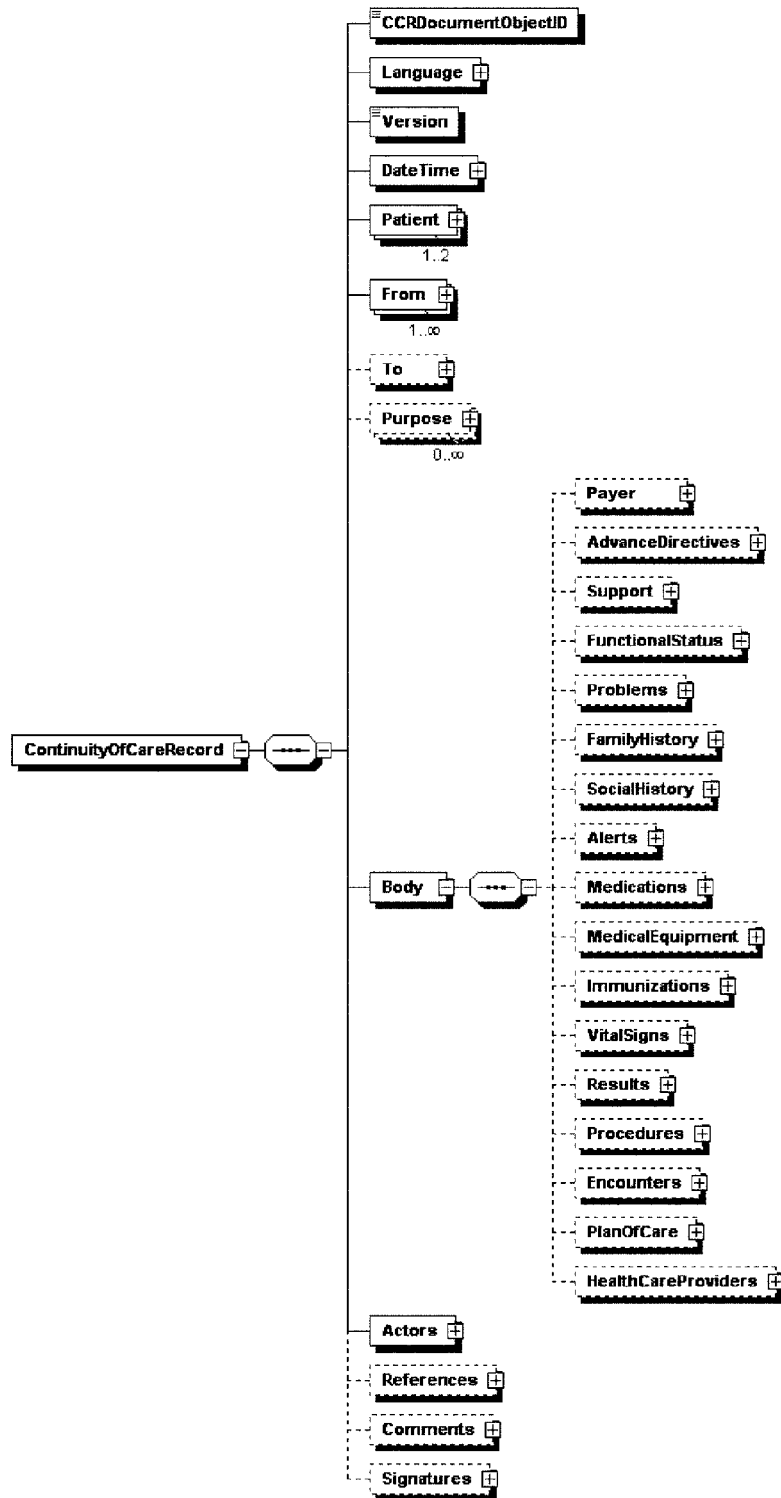 CCRDocumentObjectID
Language
Version
DateTime
Patient
1..2
From
1..∞
To
Purpose
0..∞
Payer
AdvanceDirectives
Support
FunctionalStatus
Problems
FamilyHistory
SocialHistory
Alerts
ContinuityOfCareRecord
Body
Medications
MedicalEquipment
Immunizations
VitalSigns
Results
Procedures
Encounters
PlanOfCare
HealthCareProviders
Actors
References
Comments
Signatures